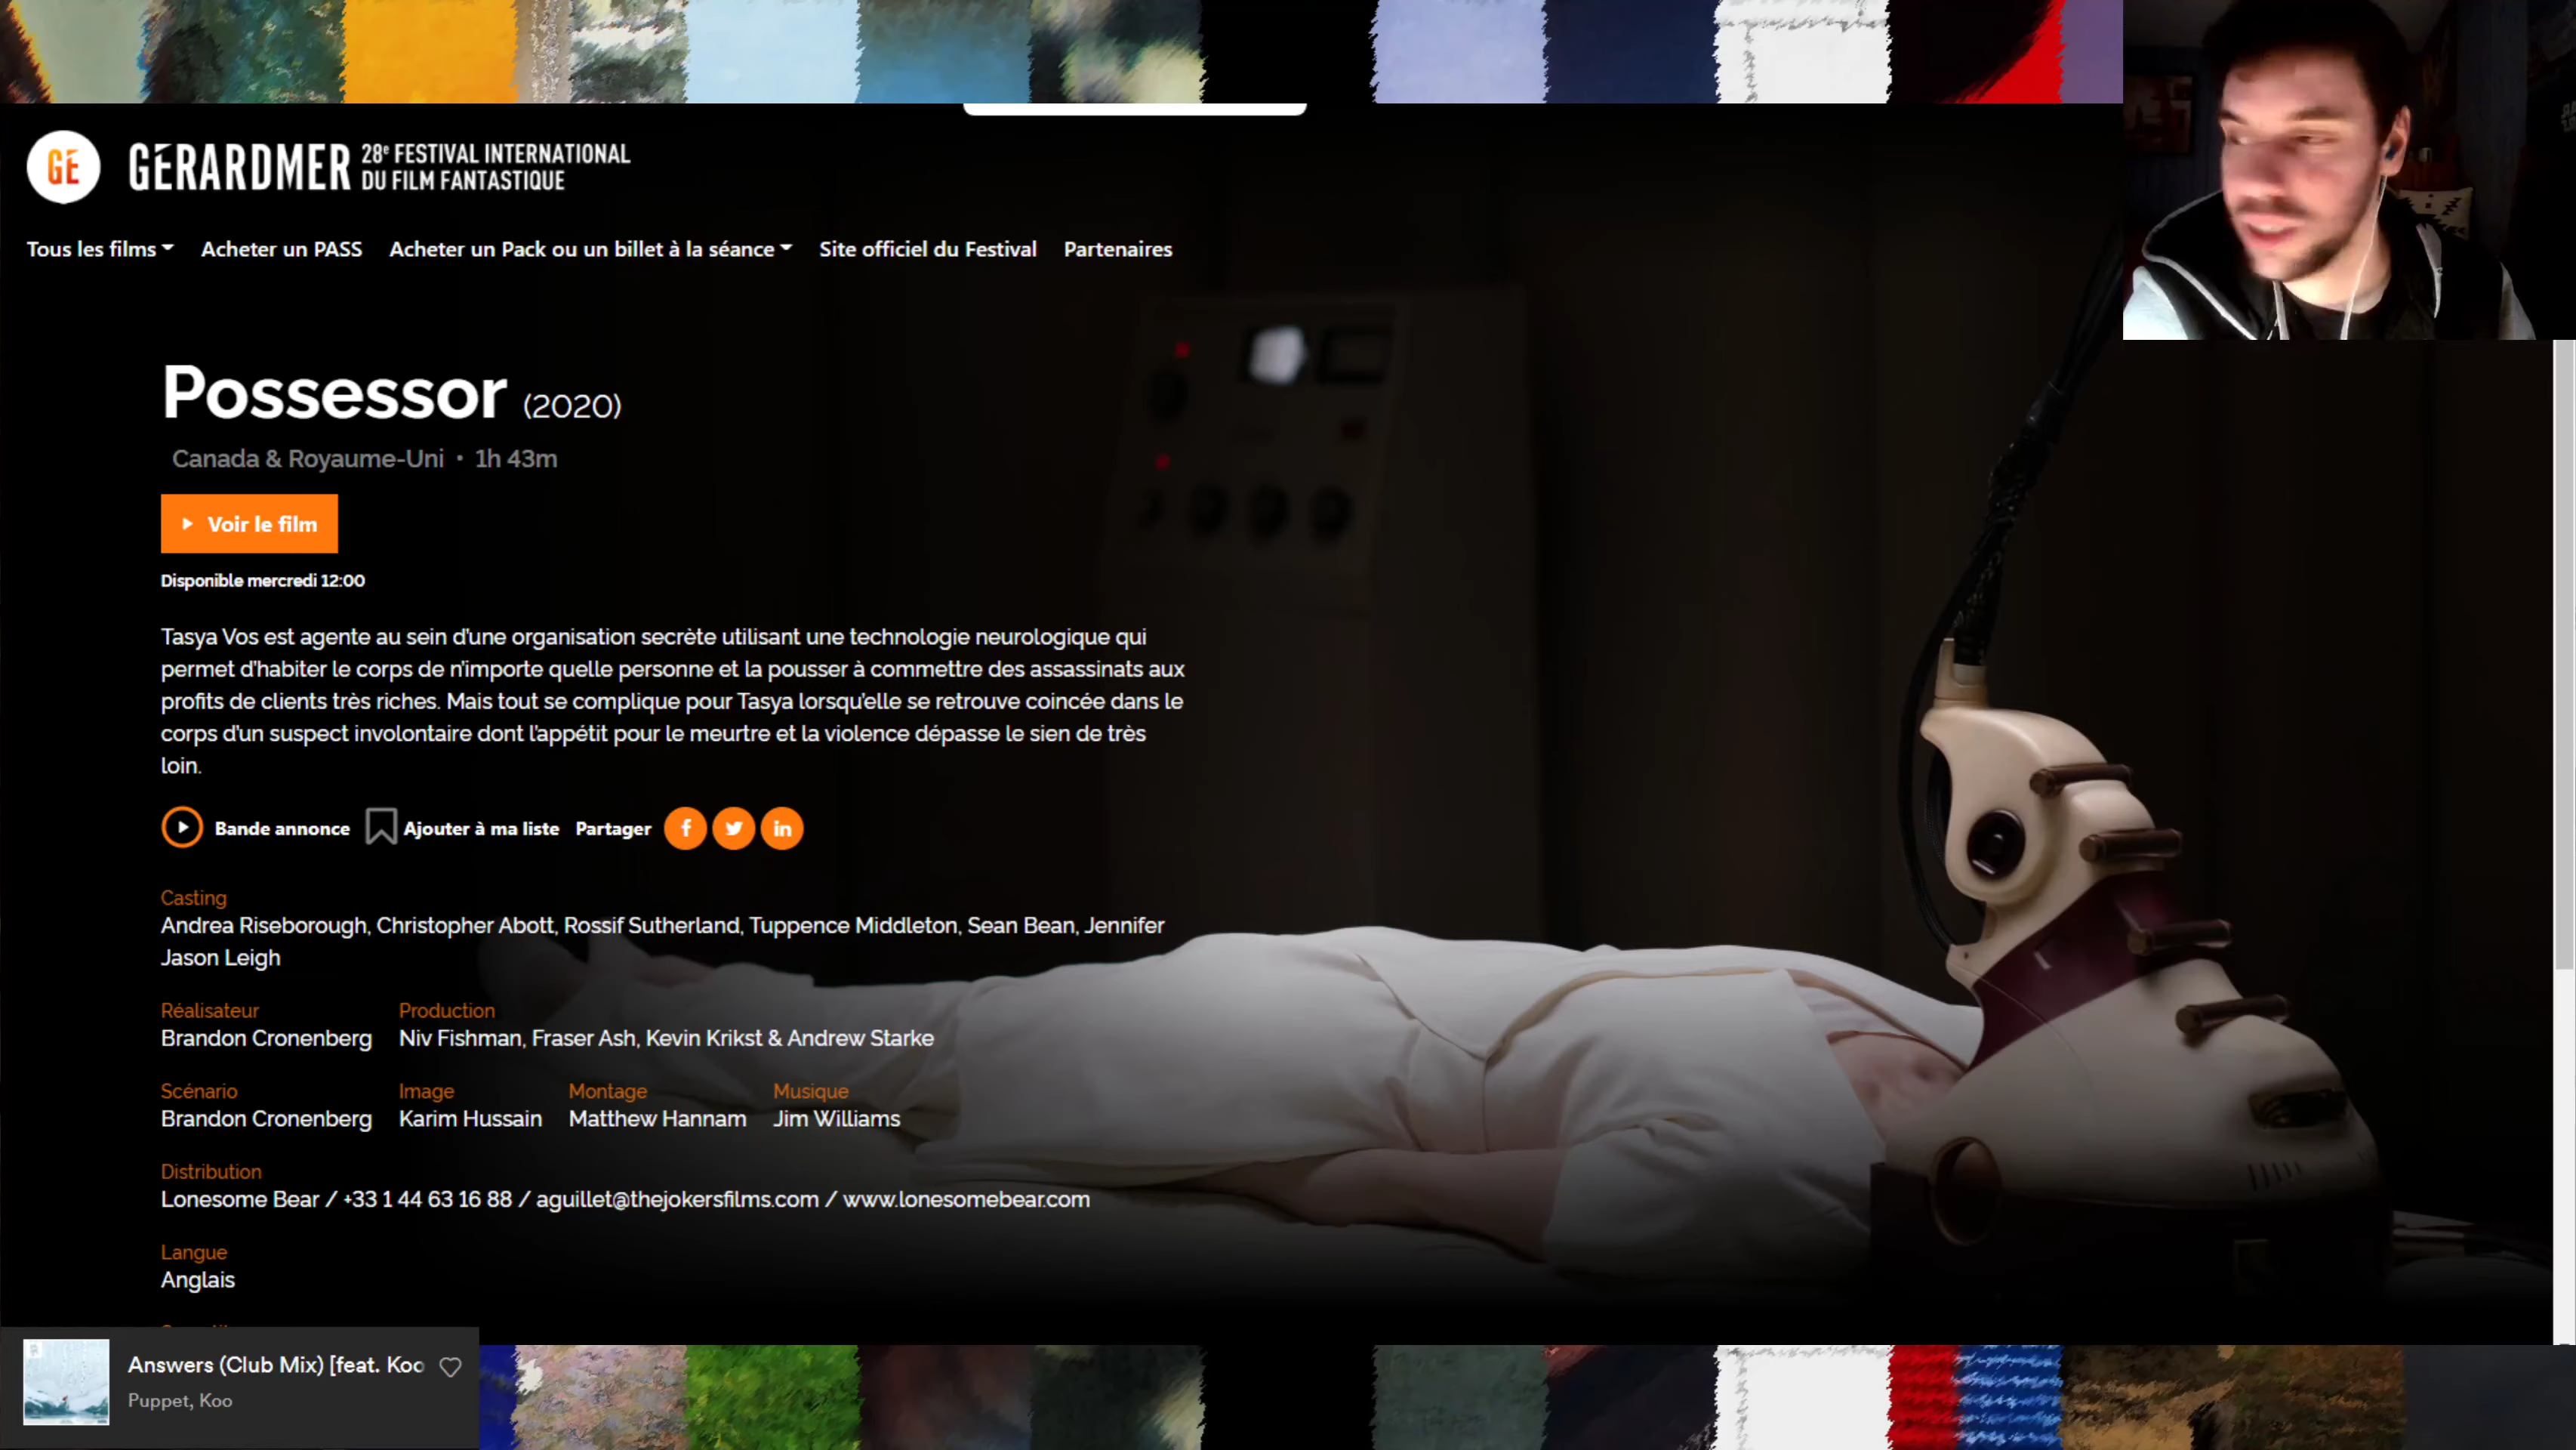 GÉ
GÉRARDMER
28e FESTIVAL INTERNATIONAL
DU FILM FANTASTIQUE
Tous les films
Acheter un PASS
Acheter un Pack ou un billet à la séance
Site officiel du Festival
Partenaires
Possessor (2020)
Canada & Royaume-Uni • 1h 43m
Voir le film
Disponible mercredi 12:00
Tasya Vos est agente au sein d'une organisation secrète utilisant une technologie neurologique qui
permet d'habiter le corps de n'importe quelle personne et la pousser à commettre des assassinats aux
profits de clients très riches. Mais tout se complique pour Tasya lorsqu'elle se retrouve coincée dans le
corps d'un suspect involontaire dont l'appétit pour le meurtre et la violence dépasse le sien de très
loin.
Bande annonce
Ajouter à ma liste
Partager
f
in
Casting
Andrea Riseborough, Christopher Abott, Rossif Sutherland, Tuppence Middleton, Sean Bean, Jennifer
Jason Leigh
Réalisateur
Brandon Cronenberg
Production
Niv Fishman, Fraser Ash, Kevin Krikst & Andrew Starke
Scénario
Brandon Cronenberg
Image
Karim Hussain
Montage
Matthew Hannam
Musique
Jim Williams
Distribution
Lonesome Bear / +33 1 44 63 16 88 / aguillet@thejokersfilms.com / www.lonesomebear.com
Langue
Anglais
Answers (Club Mix) [feat. Koo
Puppet, Koo